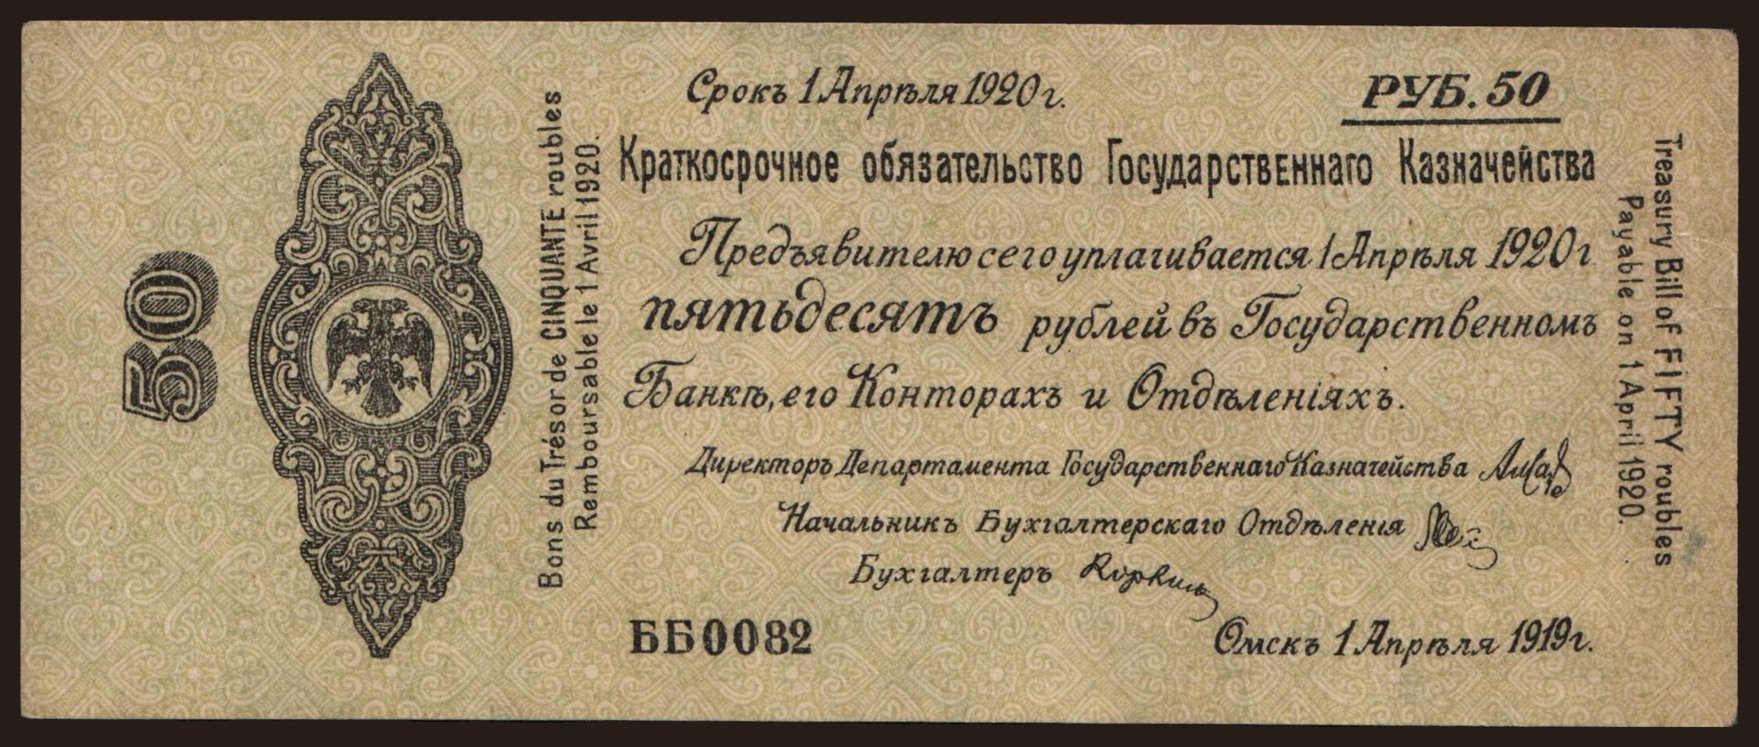 50
Bons du Trésor de CINQUANTE roubles
Remboursable le 1 Avril 1920.
Срокъ 1 Апрѣля 1920 г.
РУБ. 50
Краткосрочное обязательство Государственнаго Казначейства
Предъявителю сего уплачивается 1 Апрѣля 1920 г
пятьдесятъ рублей въ Государственномъ
Банкѣ, его Конторахъ и Отдѣленіяхъ.
Директоръ Департамента Государственнаго Казначейства
Начальникъ Бухгалтерскаго Отдѣленія
Бухгалтеръ
ББ0082
Омскъ 1 Апрѣля 1919 г.
Treasury Bill of FIFTY roubles
Payable on 1 April 1920.